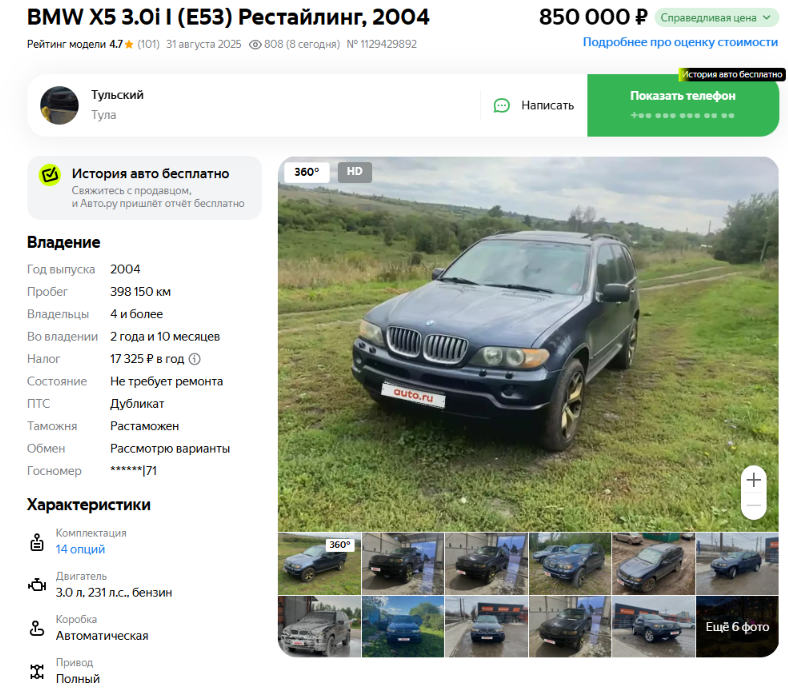 BMW X5 3.0i I (E53) Рестайлинг, 2004
850 000 ₽ Справедливая цена
Рейтинг модели 4.7 (101) 31 августа 2025 808 (8 сегодня) № 1129429892
Подробнее про оценку стоимости
История авто бесплатно
Тульский
Тула
Написать
Показать телефон
+•• ••• ••• •• ••
История авто бесплатно
Свяжитесь с продавцом,
и Авто.ру пришлёт отчёт бесплатно
360°
HD
auto.ru
Владение
Год выпуска 2004
Пробег 398 150 км
Владельцы 4 и более
Во владении 2 года и 10 месяцев
Налог 17 325 ₽ в год
Состояние Не требует ремонта
ПТС Дубликат
Таможня Растаможен
Обмен Рассмотрю варианты
Госномер ******|71
Характеристики
Комплектация
14 опций
Двигатель
3.0 л, 231 л.с., бензин
Коробка
Автоматическая
Привод
Полный
360°
Ещё 6 фото